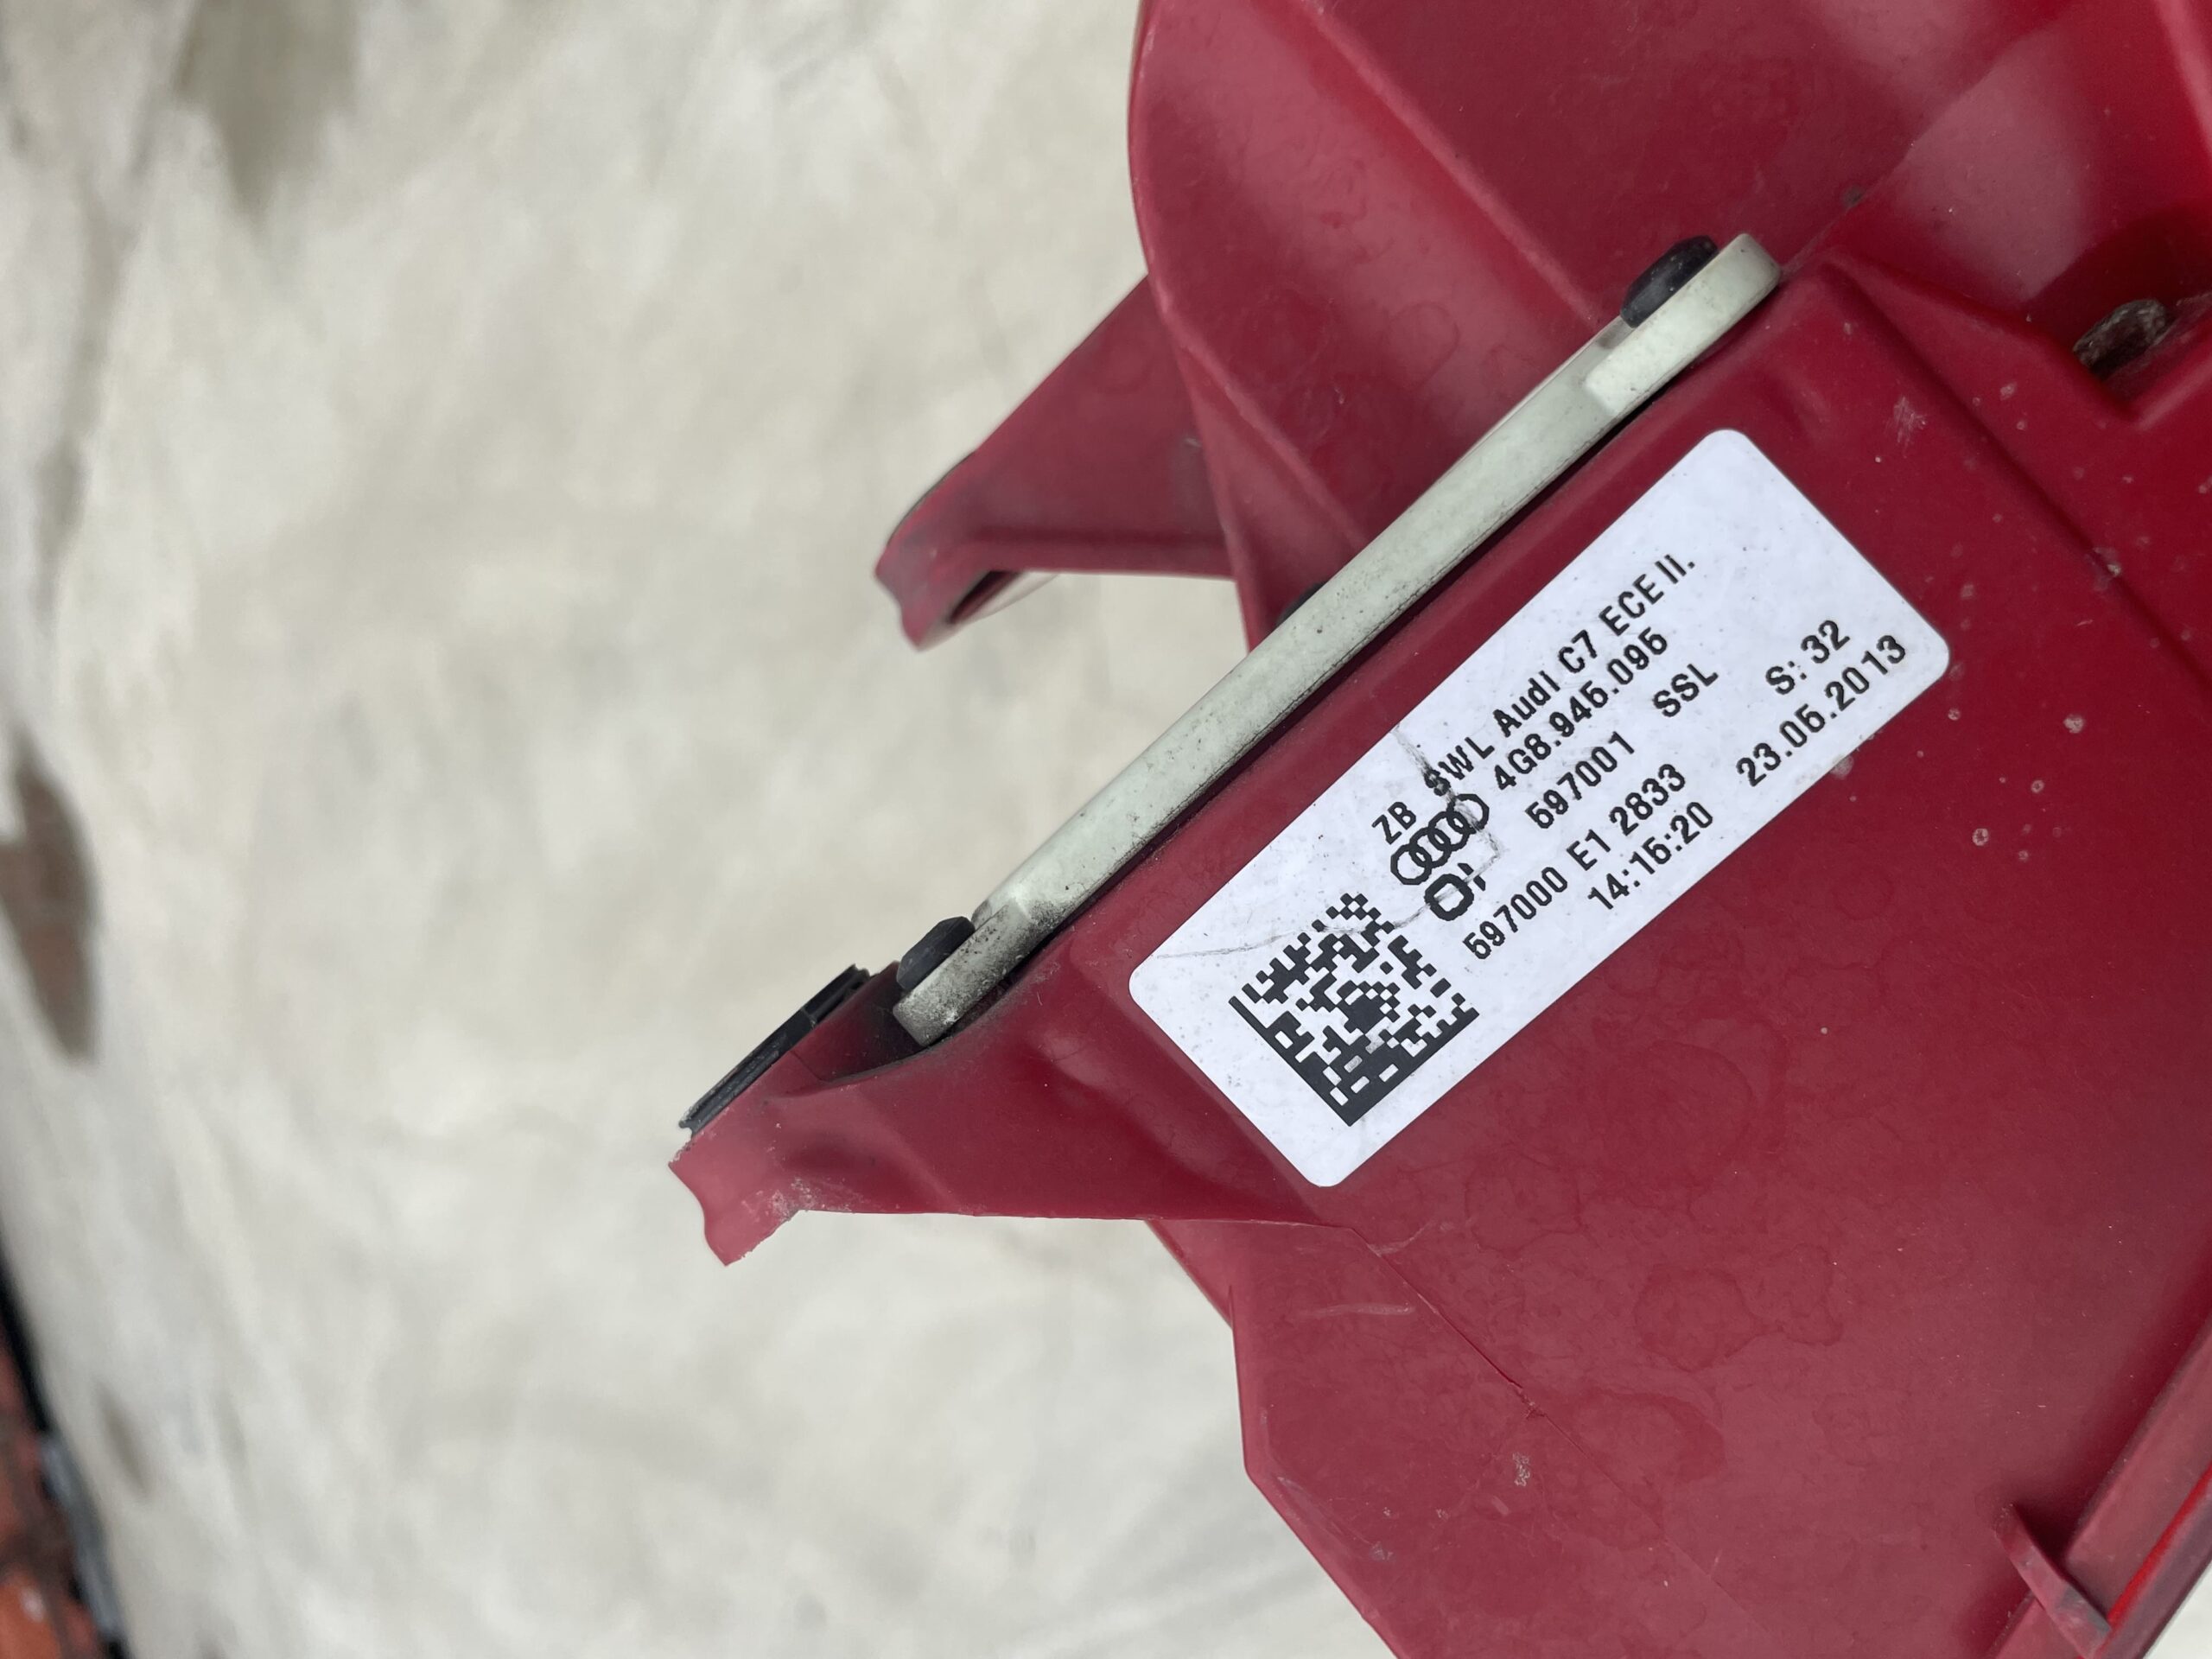 ZB SWL Audi C7 ECE II.
4G8.945.095
597001 SSL
597000 E1 2833 S: 32
14:15:20 23.05.2013